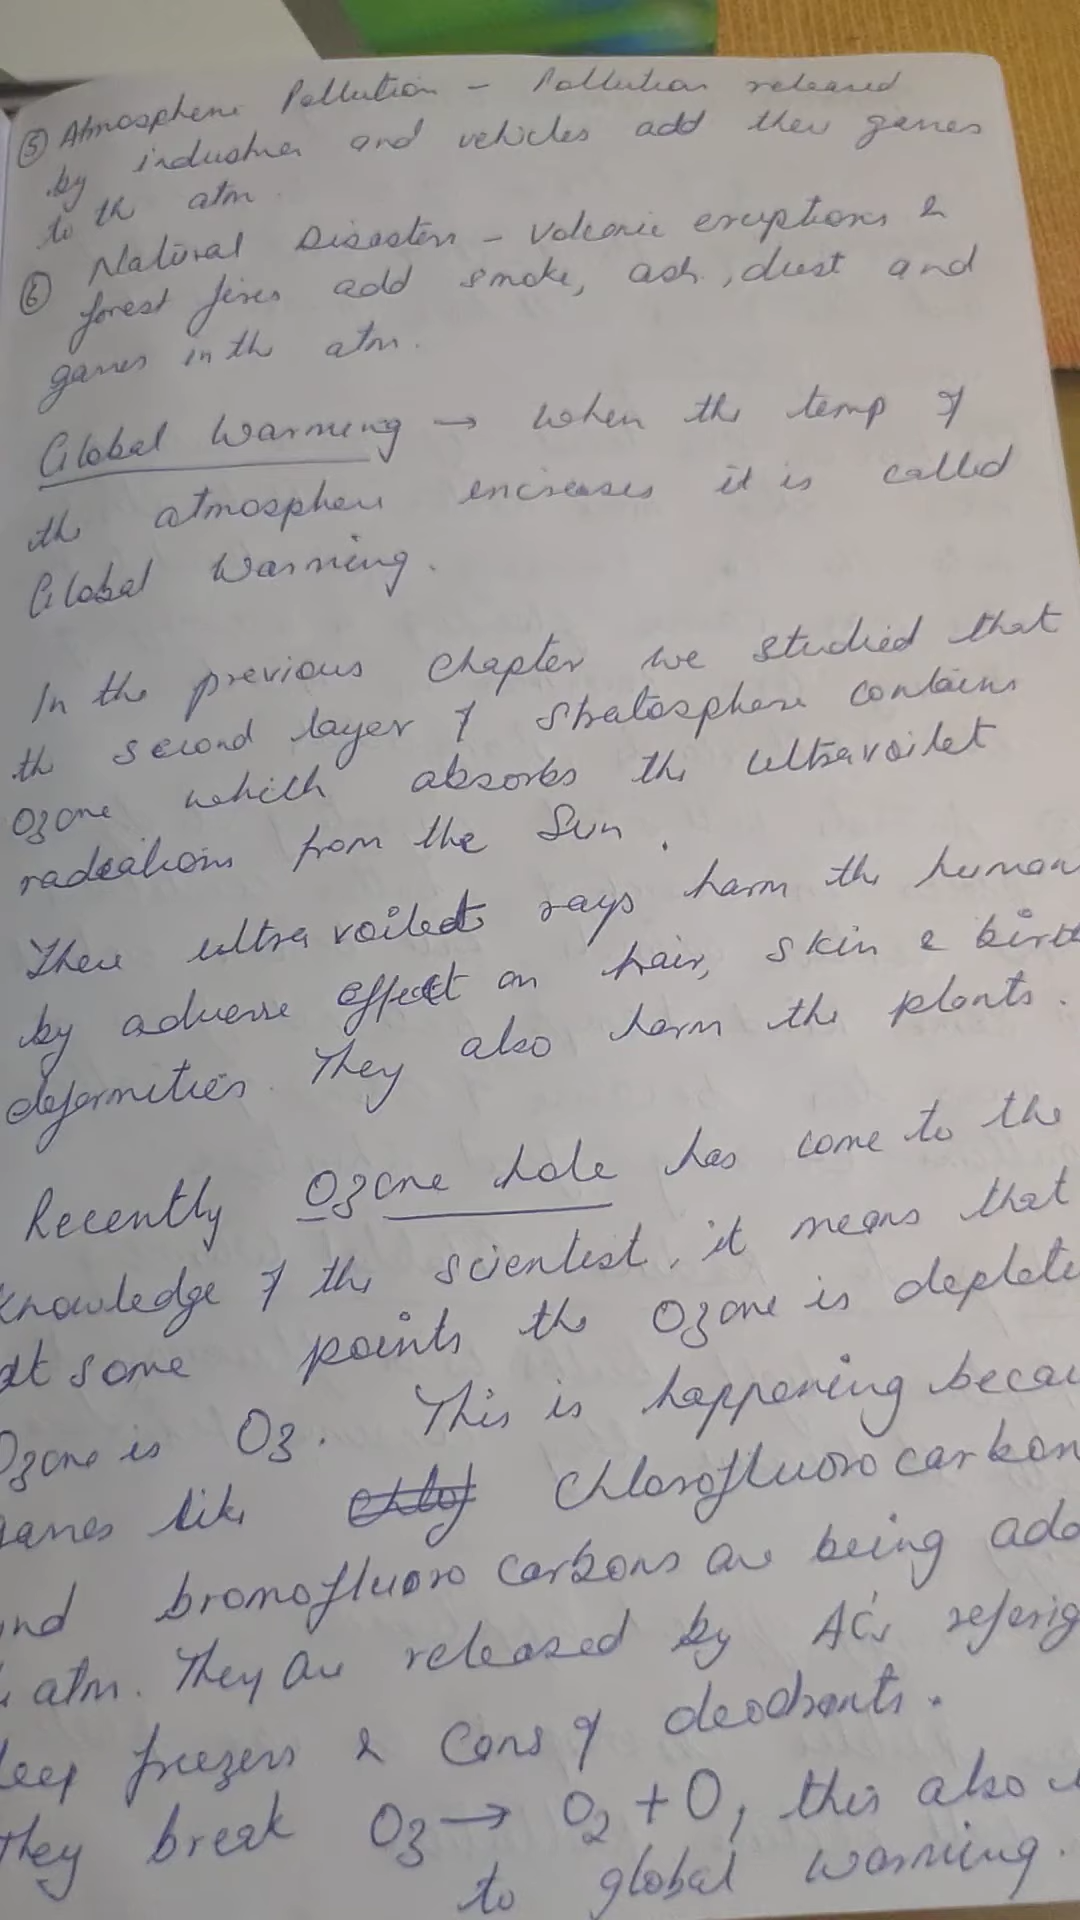 ⑤ Atmospheric Pollution - Pollution released
by industries and vehicles add these gases
to the atm.
⑥ Natural Disasters - Volcanic eruptions &
forest fires add smoke, ash, dust and
gases in the atm.
Global Warming → When the temp of
the atmosphere increases it is called
Global Warming.
In the previous chapter we studied that
the second layer of Stratosphere contains
Ozone which absorbs the ultravoilet
radiations from the Sun.
These ultra voilet rays harm the human
by adverse effect on hair, skin & birth
deformities. They also harm the plants.
Recently Ozone hole has come to the
knowledge of the scientist, it means that
at some points the Ozone is deplete
Ozone is O3. This is happening becau
gases like Chlorofluoro carbon
and bromofluoro carbons are being add
atm. They are released by AC's referig
deep freezers & Cans of deodrants.
They break O3 → O2 + O, this also
to global warming.